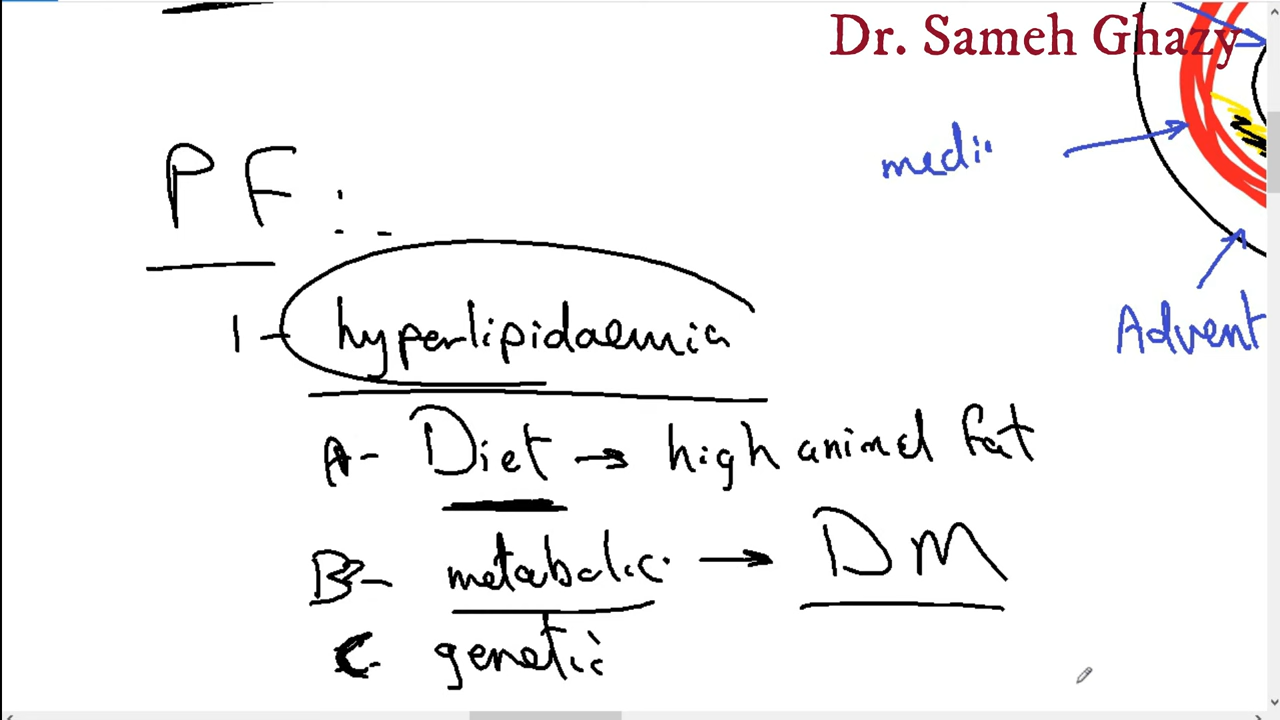 Dr. Sameh Ghazy
PF :-
medi
1- hyperlipidaemia
Advent
A- Diet → high animal fat
B- metabolic → DM
C- genetic